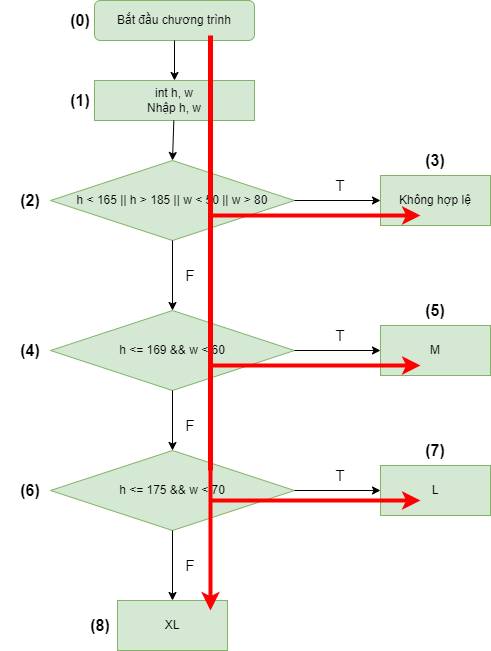 (0)
Bắt đầu chương trình
(1)
int h, w
Nhập h, w
(2)
h < 165 || h > 185 || w < 50 || w > 80
T
(3)
Không hợp lệ
F
(4)
h <= 169 && w < 60
T
(5)
M
F
(6)
h <= 175 && w < 70
T
(7)
L
F
(8)
XL